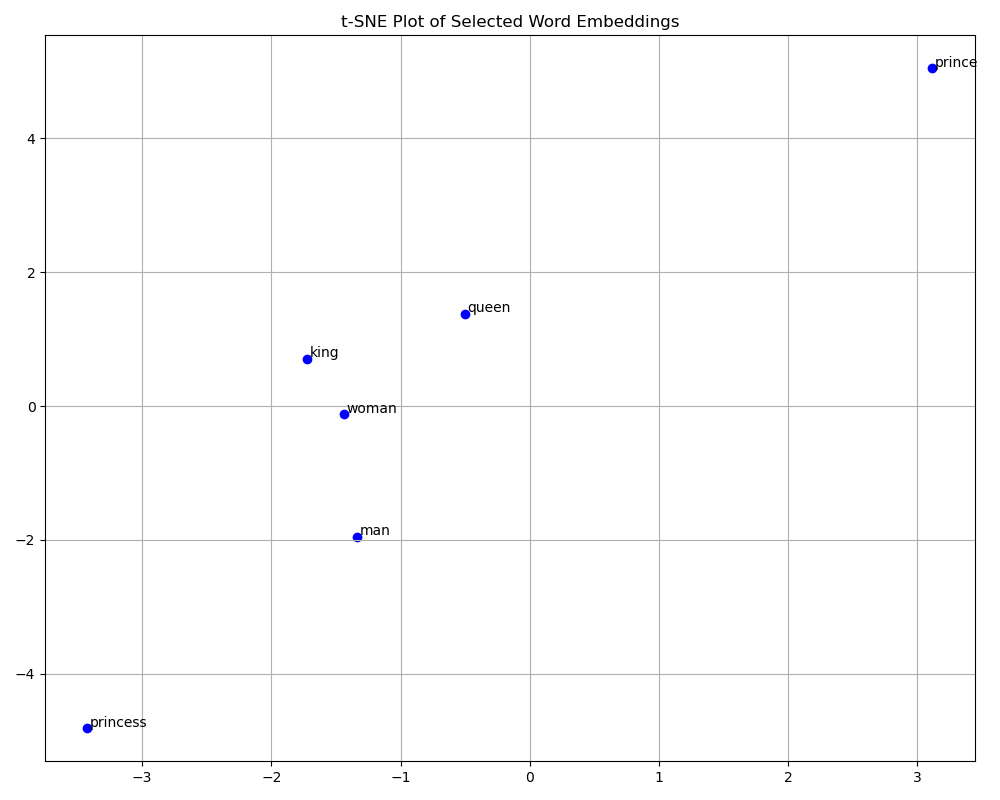 t-SNE Plot of Selected Word Embeddings
prince
4
2
queen
king
0
woman
man
−2
−4
princess
−3 −2 −1 0 1 2 3